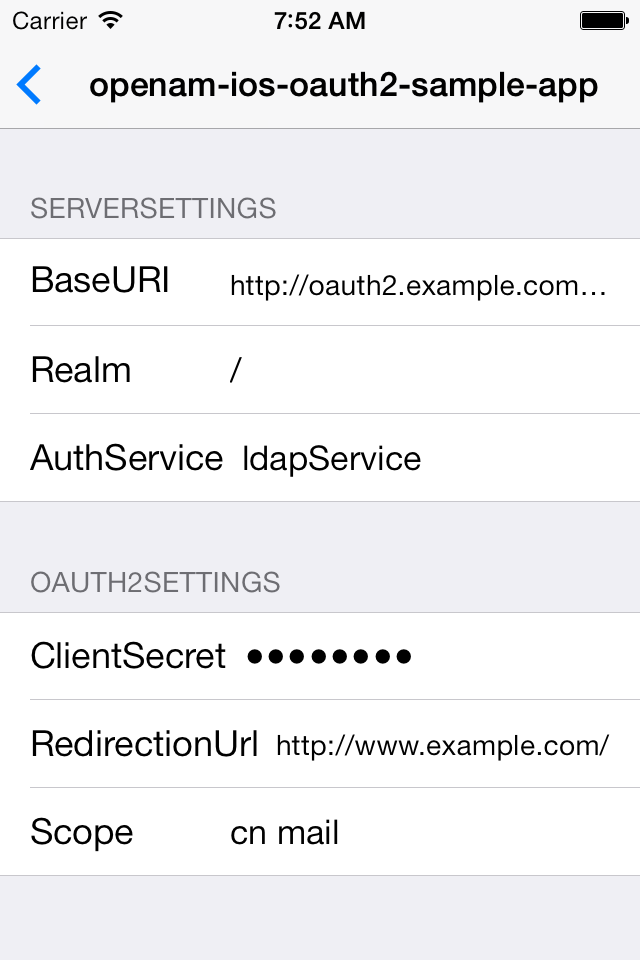 Carrier 7:52 AM
openam-ios-oauth2-sample-app
SERVERSETTINGS
BaseURI http://oauth2.example.com...
Realm /
AuthService ldapService
OAUTH2SETTINGS
ClientSecret ●●●●●●●●
RedirectionUrl http://www.example.com/
Scope cn mail